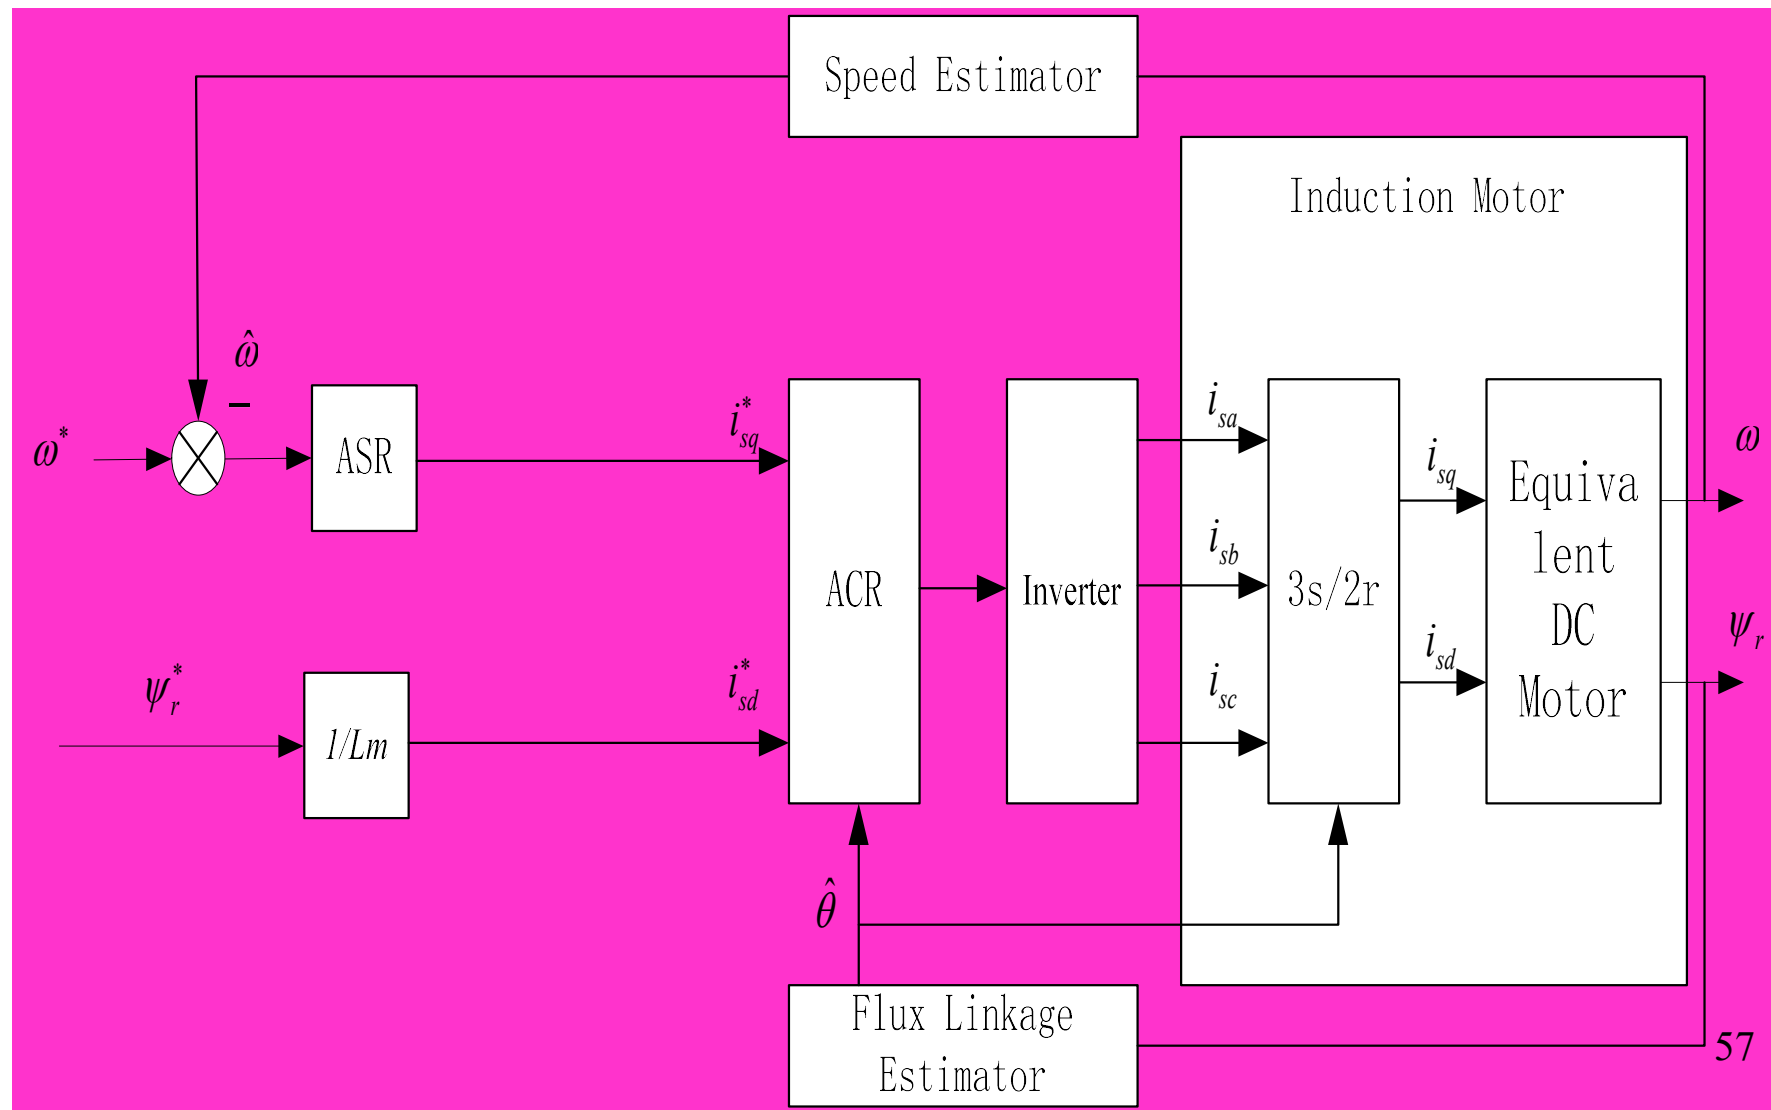 Speed Estimator
Induction Motor
ω̂
−
ω*
ASR
i*sq
ACR
Inverter
isa
isb
isc
3s/2r
isq
isd
Equiva
lent
DC
Motor
ω
ψr
ψ*r
1/Lm
i*sd
θ̂
Flux Linkage
Estimator
57